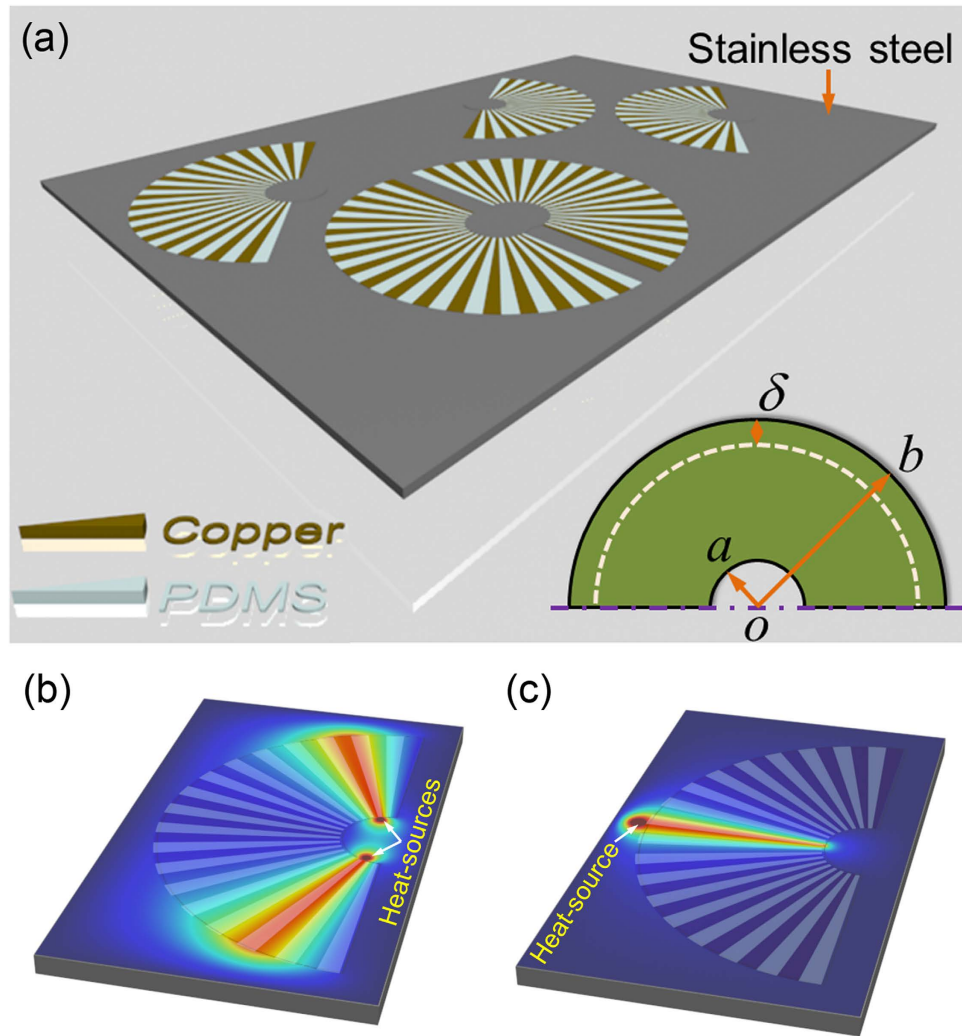 (a)
Stainless steel
δ
b
a
o
Copper
PDMS
(b)
Heat-sources
(c)
Heat-source